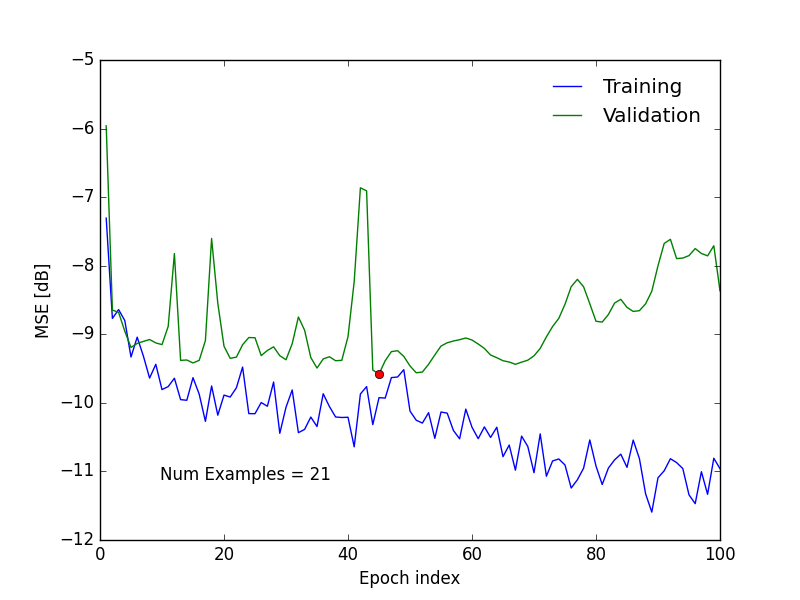 −5
−6
−7
−8
−9
−10
−11
−12
MSE [dB]
Training
Validation
Num Examples = 21
0
20
40
60
80
100
Epoch index